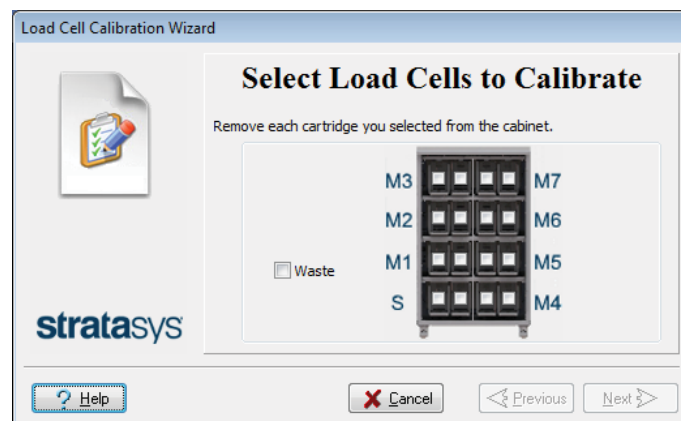 Load Cell Calibration Wizard
Select Load Cells to Calibrate
Remove each cartridge you selected from the cabinet.
M3 M7
M2 M6
Waste M1 M5
S M4
stratasys
Help Cancel Previous Next